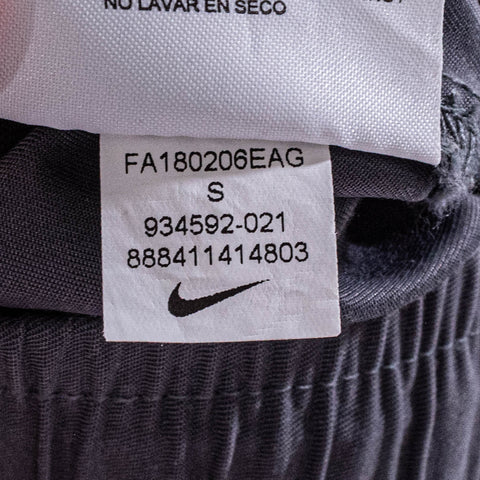 NO LAVAR EN SECO
FA180206EAG
S
934592-021
888411414803